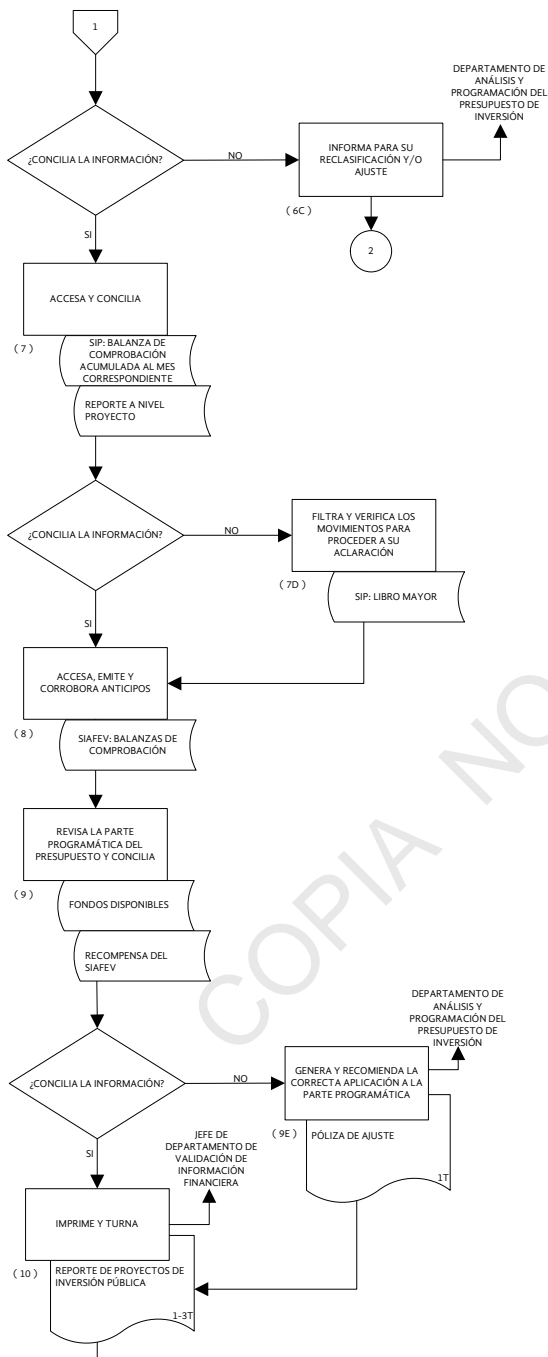 1
DEPARTAMENTO DE
ANÁLISIS Y
PROGRAMACIÓN DEL
PRESUPUESTO DE
INVERSIÓN
¿CONCILIA LA INFORMACIÓN?
NO
INFORMA PARA SU
RECLASIFICACIÓN Y/O
AJUSTE
( 6C )
2
SI
ACCESA Y CONCILIA
( 7 )
SIP: BALANZA DE
COMPROBACIÓN
ACUMULADA AL MES
CORRESPONDIENTE
REPORTE A NIVEL
PROYECTO
¿CONCILIA LA INFORMACIÓN?
NO
FILTRA Y VERIFICA LOS
MOVIMIENTOS PARA
PROCEDER A SU
ACLARACIÓN
( 7D )
SIP: LIBRO MAYOR
SI
ACCESA, EMITE Y
CORROBORA ANTICIPOS
( 8 )
SIAFEV: BALANZAS DE
COMPROBACIÓN
REVISA LA PARTE
PROGRAMÁTICA DEL
PRESUPUESTO Y CONCILIA
( 9 )
FONDOS DISPONIBLES
RECOMPENSA DEL
SIAFEV
DEPARTAMENTO DE
ANÁLISIS Y
PROGRAMACIÓN DEL
PRESUPUESTO DE
INVERSIÓN
¿CONCILIA LA INFORMACIÓN?
NO
GENERA Y RECOMIENDA LA
CORRECTA APLICACIÓN A LA
PARTE PROGRAMÁTICA
( 9E )
PÓLIZA DE AJUSTE
1T
SI
JEFE DE
DEPARTAMENTO DE
VALIDACIÓN DE
INFORMACIÓN
FINANCIERA
IMPRIME Y TURNA
( 10 )
REPORTE DE PROYECTOS DE
INVERSIÓN PÚBLICA
1-3T
COPIA NO